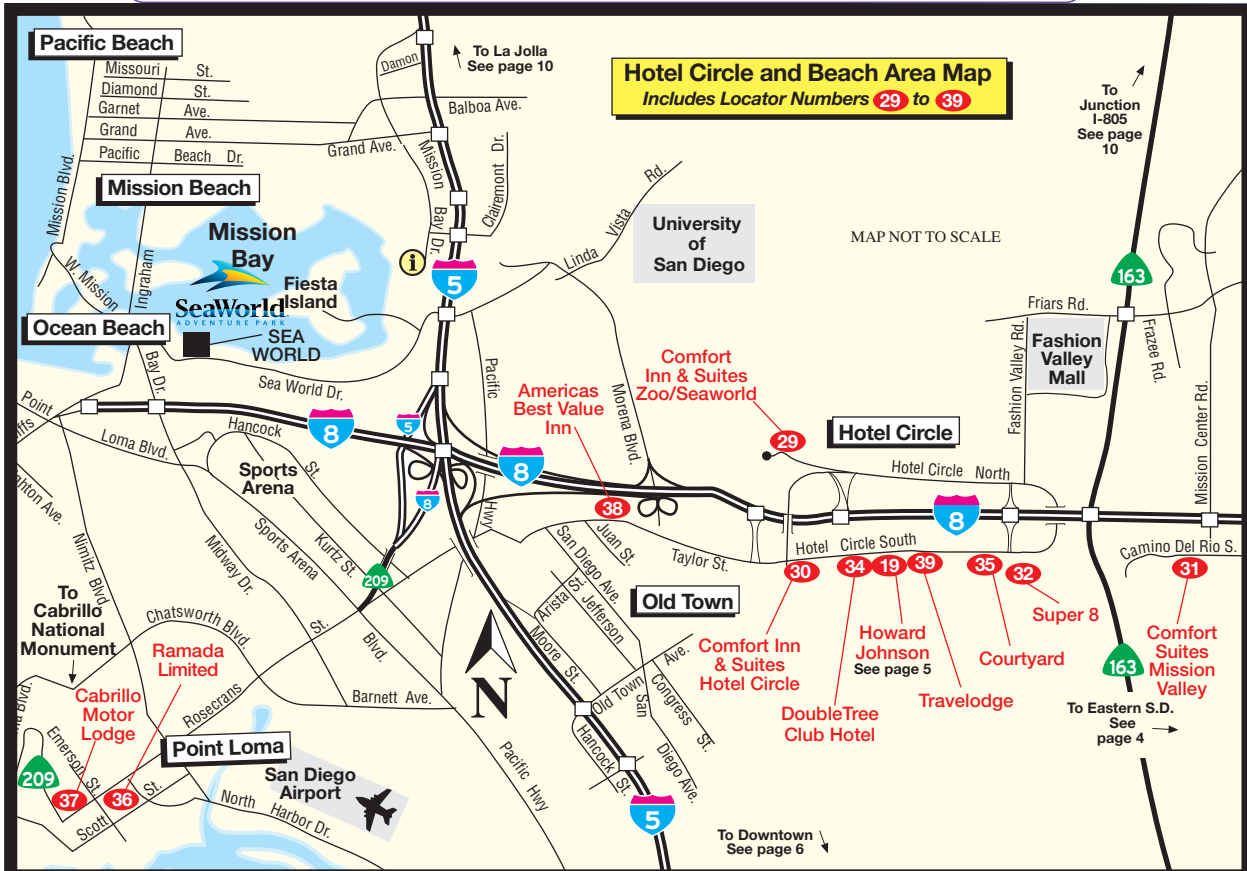 Pacific Beach
Missouri St.
Diamond St.
Garnet Ave.
Grand Ave.
Pacific Beach Dr.
Mission Blvd.
Mission Beach
Damon
To La Jolla
See page 10
Balboa Ave.
Grand Ave.
Mission
Bay Dr.
Clairemont Dr.
Hotel Circle and Beach Area Map
Includes Locator Numbers 29 to 39
To
Junction
I-805
See page
10
Linda Vista Rd.
University
of
San Diego
MAP NOT TO SCALE
163
Mission
Bay
W. Mission
Bay Dr.
Ingraham
SeaWorld
ADVENTURE PARK
Fiesta
Island
i
5
Ocean Beach
SEA
WORLD
Sea World Dr.
Friars Rd.
Fashion Valley Rd.
Fashion
Valley
Mall
Frazee Rd.
Mission Center Rd.
Pacific
Hwy
Morena Blvd.
Americas
Best Value
Inn
38
Comfort
Inn & Suites
Zoo/Seaworld
29
Hotel Circle
Hotel Circle North
8
8
8
5
8
Point
Loma Blvd.
Hancock St.
Sports
Arena
Kurtz St.
Sports Arena
Blvd.
Midway Dr.
Nimitz Blvd.
209
Juan St.
Taylor St.
San Diego Ave.
Jefferson
St.
Arista
Moore St.
Old Town
Old Town Ave.
Congress St.
San
Diego Ave.
Hancock St.
Hotel Circle South
30
34
19
39
35
32
Camino Del Rio S.
31
Comfort Inn
& Suites
Hotel Circle
DoubleTree
Club Hotel
Howard
Johnson
See page 5
Travelodge
Courtyard
Super 8
Comfort
Suites
Mission
Valley
163
To Eastern S.D.
See
page 4
To
Cabrillo
National
Monument
Chatsworth Blvd.
Ramada
Limited
Cabrillo
Motor
Lodge
Rosecrans St.
Barnett Ave.
N
Point Loma
209
Emerson St.
37
36
Scott St.
San Diego
Airport
North Harbor Dr.
Pacific Hwy
5
To Downtown
See page 6